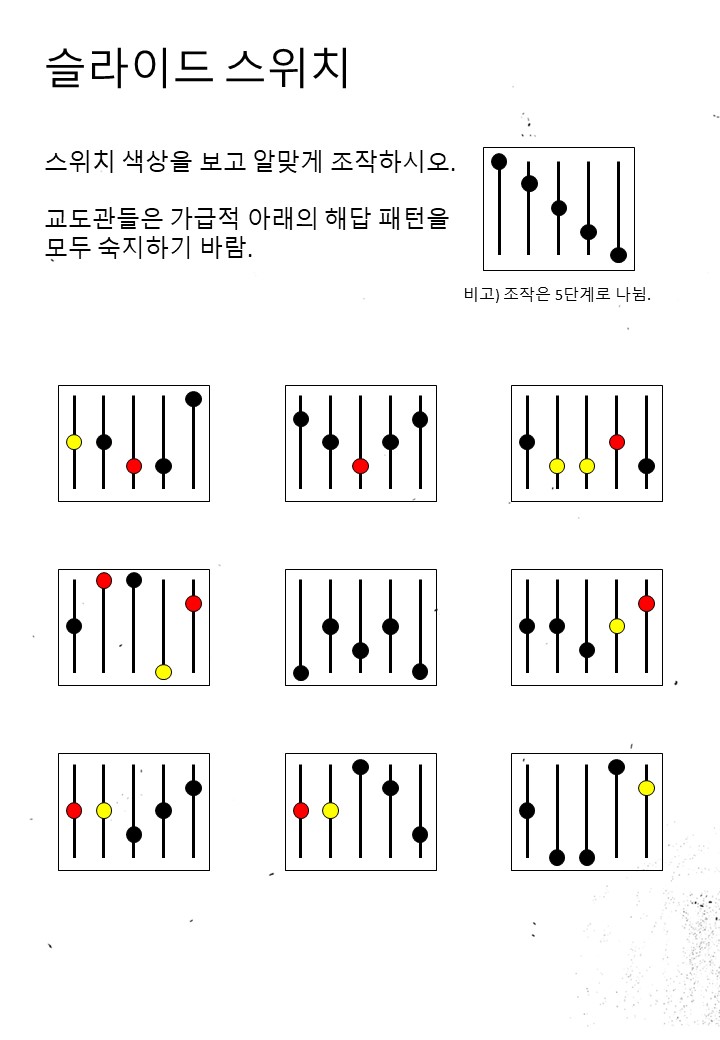 슬라이드 스위치
스위치 색상을 보고 알맞게 조작하시오.
교도관들은 가급적 아래의 해답 패턴을
모두 숙지하기 바람.
비고) 조작은 5단계로 나뉨.